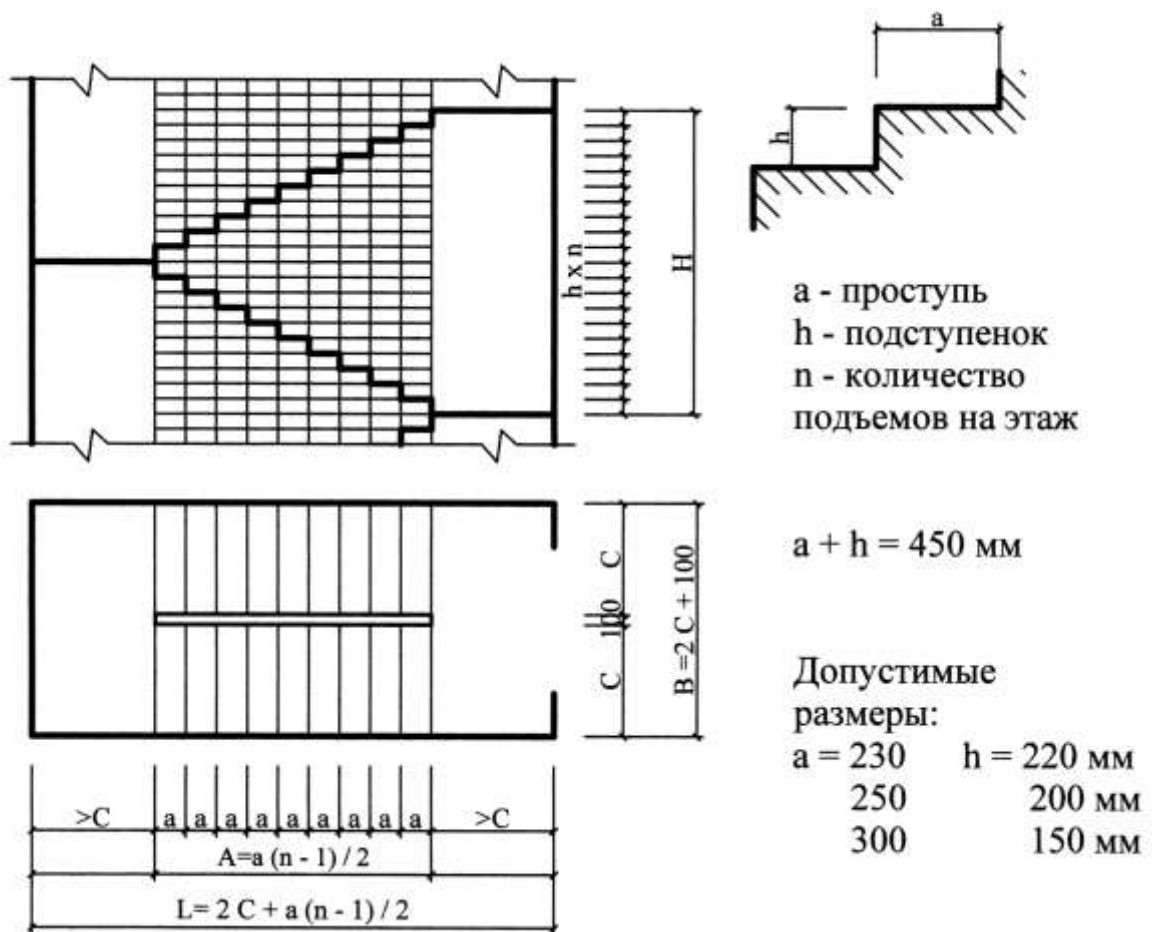 a
h
h x n
H
a - проступь
h - подступенок
n - количество
подъемов на этаж
C
100
C
B =2 C + 100
a + h = 450 мм
Допустимые
размеры:
a = 230 h = 220 мм
250 200 мм
300 150 мм
>C a a a a a a a a a >C
A=a (n - 1) / 2
L= 2 C + a (n - 1) / 2